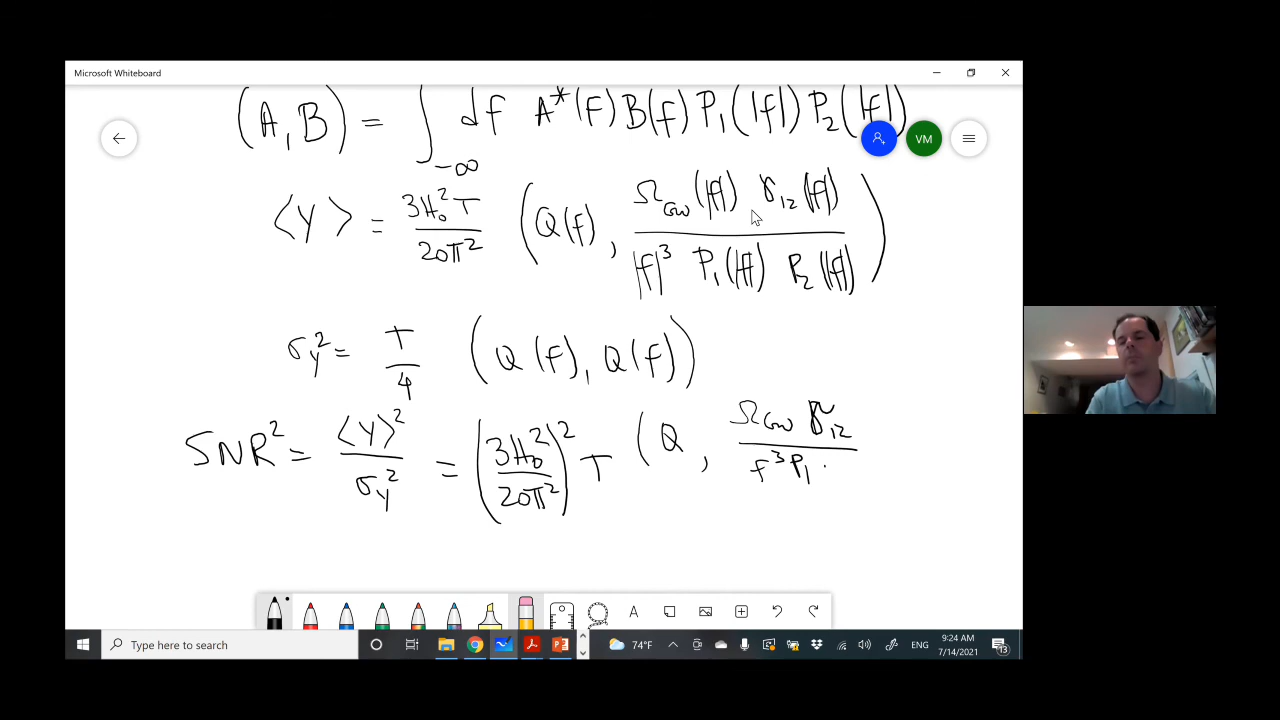 Microsoft Whiteboard
(A, B) = ∫_{-∞} df A*(f) B(f) P₁(|f|) P₂(|f|)
VM
⟨Y⟩ = 3H₀²T / 20π² ( Q(f), Ω_GW(|f|) γ₁₂(|f|) / |f|³ P₁(|f|) P₂(|f|) )
σ_Y² = T/4 ( Q(f), Q(f) )
SNR² = ⟨Y⟩² / σ_Y² = (3H₀² / 20π²)² T ( Q, Ω_GW γ₁₂ / f³ P₁ .
A
Type here to search
74°F
ENG
9:24 AM
7/14/2021
13